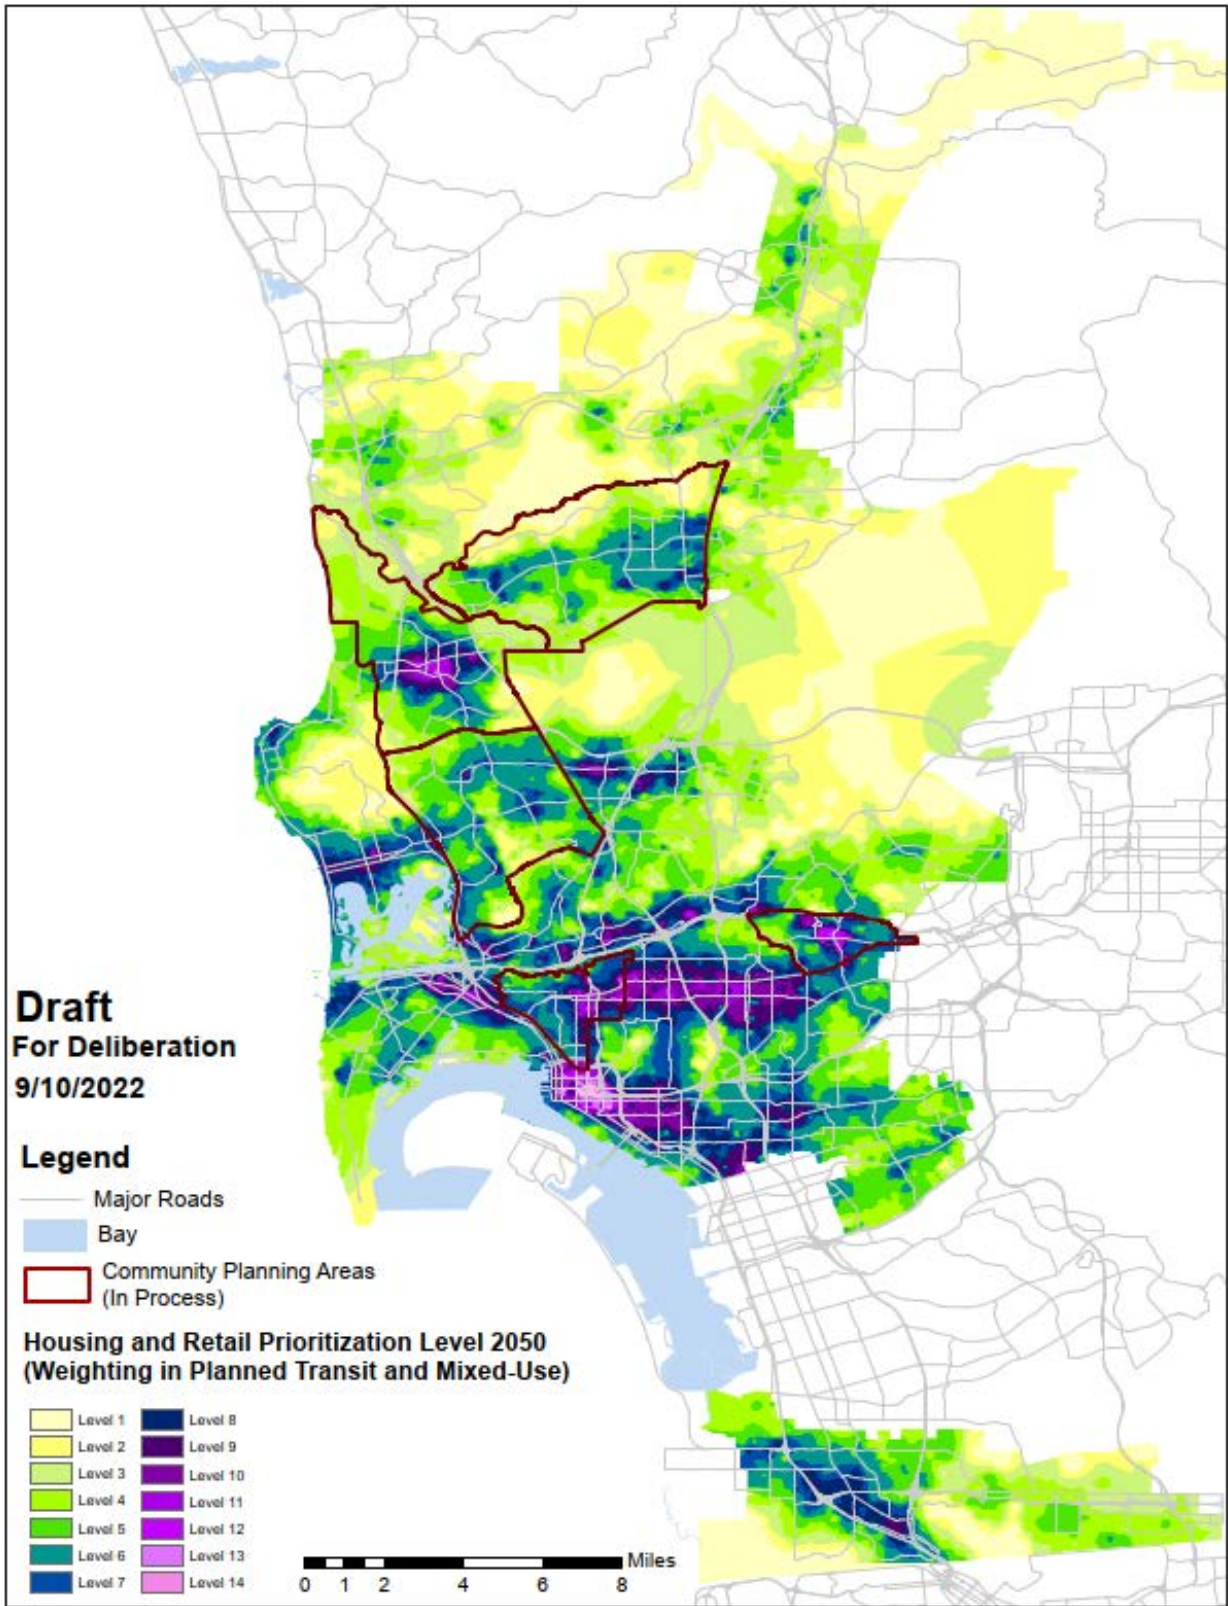 Draft
For Deliberation
9/10/2022
Legend
Major Roads
Bay
Community Planning Areas
(In Process)
Housing and Retail Prioritization Level 2050
(Weighting in Planned Transit and Mixed-Use)
Level 1
Level 2
Level 3
Level 4
Level 5
Level 6
Level 7
Level 8
Level 9
Level 10
Level 11
Level 12
Level 13
Level 14
Miles
0 1 2 4 6 8